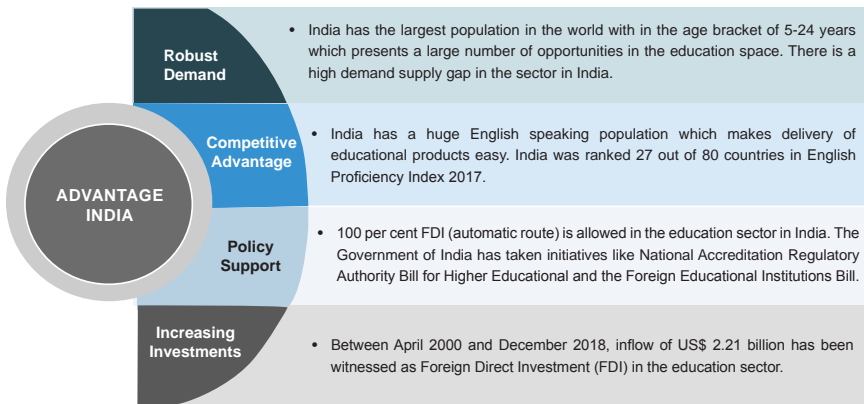 ADVANTAGE
INDIA
Robust
Demand
• India has the largest population in the world with in the age bracket of 5-24 years
which presents a large number of opportunities in the education space. There is a
high demand supply gap in the sector in India.
Competitive
Advantage
• India has a huge English speaking population which makes delivery of
educational products easy. India was ranked 27 out of 80 countries in English
Proficiency Index 2017.
Policy
Support
• 100 per cent FDI (automatic route) is allowed in the education sector in India. The
Government of India has taken initiatives like National Accreditation Regulatory
Authority Bill for Higher Educational and the Foreign Educational Institutions Bill.
Increasing
Investments
• Between April 2000 and December 2018, inflow of US$ 2.21 billion has been
witnessed as Foreign Direct Investment (FDI) in the education sector.